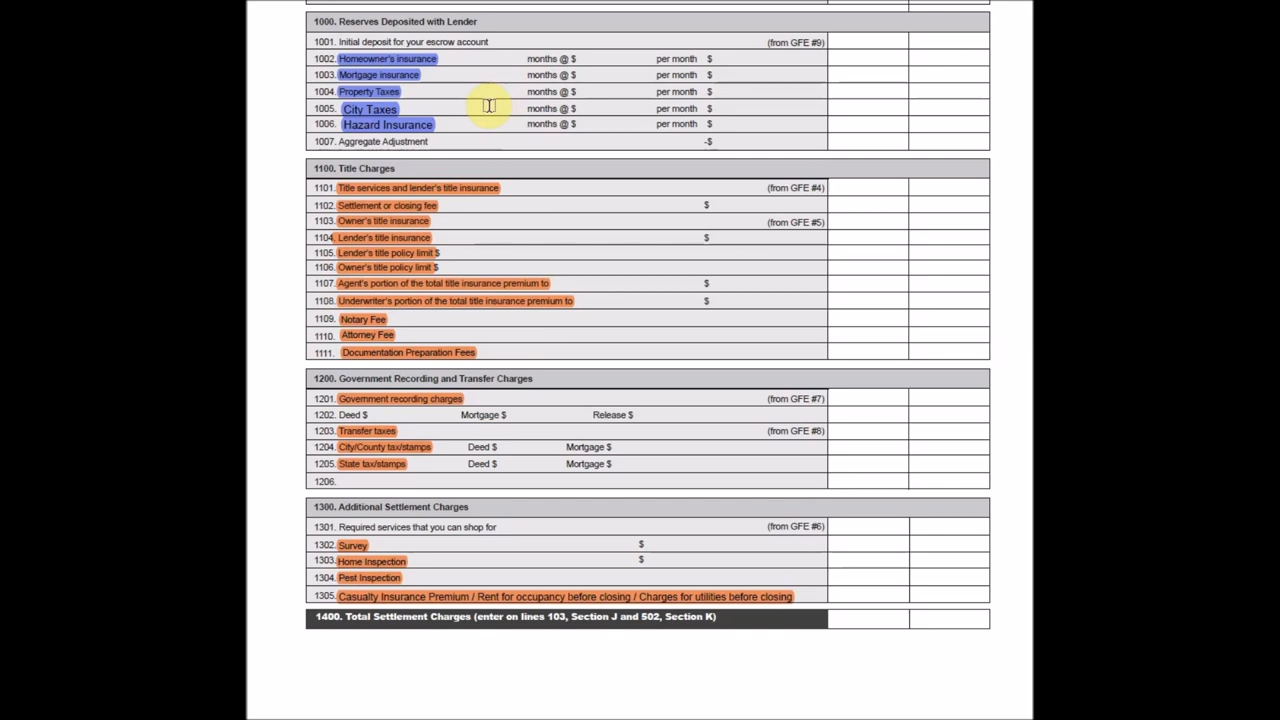 1000. Reserves Deposited with Lender
1001. Initial deposit for your escrow account (from GFE #9)
1002. Homeowner's insurance months @ $ per month $
1003. Mortgage insurance months @ $ per month $
1004. Property Taxes months @ $ per month $
1005. City Taxes months @ $ per month $
1006. Hazard Insurance months @ $ per month $
1007. Aggregate Adjustment -$
1100. Title Charges
1101. Title services and lender's title insurance (from GFE #4)
1102. Settlement or closing fee $
1103. Owner's title insurance (from GFE #5)
1104. Lender's title insurance $
1105. Lender's title policy limit $
1106. Owner's title policy limit $
1107. Agent's portion of the total title insurance premium to $
1108. Underwriter's portion of the total title insurance premium to $
1109. Notary Fee
1110. Attorney Fee
1111. Documentation Preparation Fees
1200. Government Recording and Transfer Charges
1201. Government recording charges (from GFE #7)
1202. Deed $ Mortgage $ Release $
1203. Transfer taxes (from GFE #8)
1204. City/County tax/stamps Deed $ Mortgage $
1205. State tax/stamps Deed $ Mortgage $
1206.
1300. Additional Settlement Charges
1301. Required services that you can shop for (from GFE #6)
1302. Survey $
1303. Home Inspection $
1304. Pest Inspection
1305. Casualty Insurance Premium / Rent for occupancy before closing / Charges for utilities before closing
1400. Total Settlement Charges (enter on lines 103, Section J and 502, Section K)